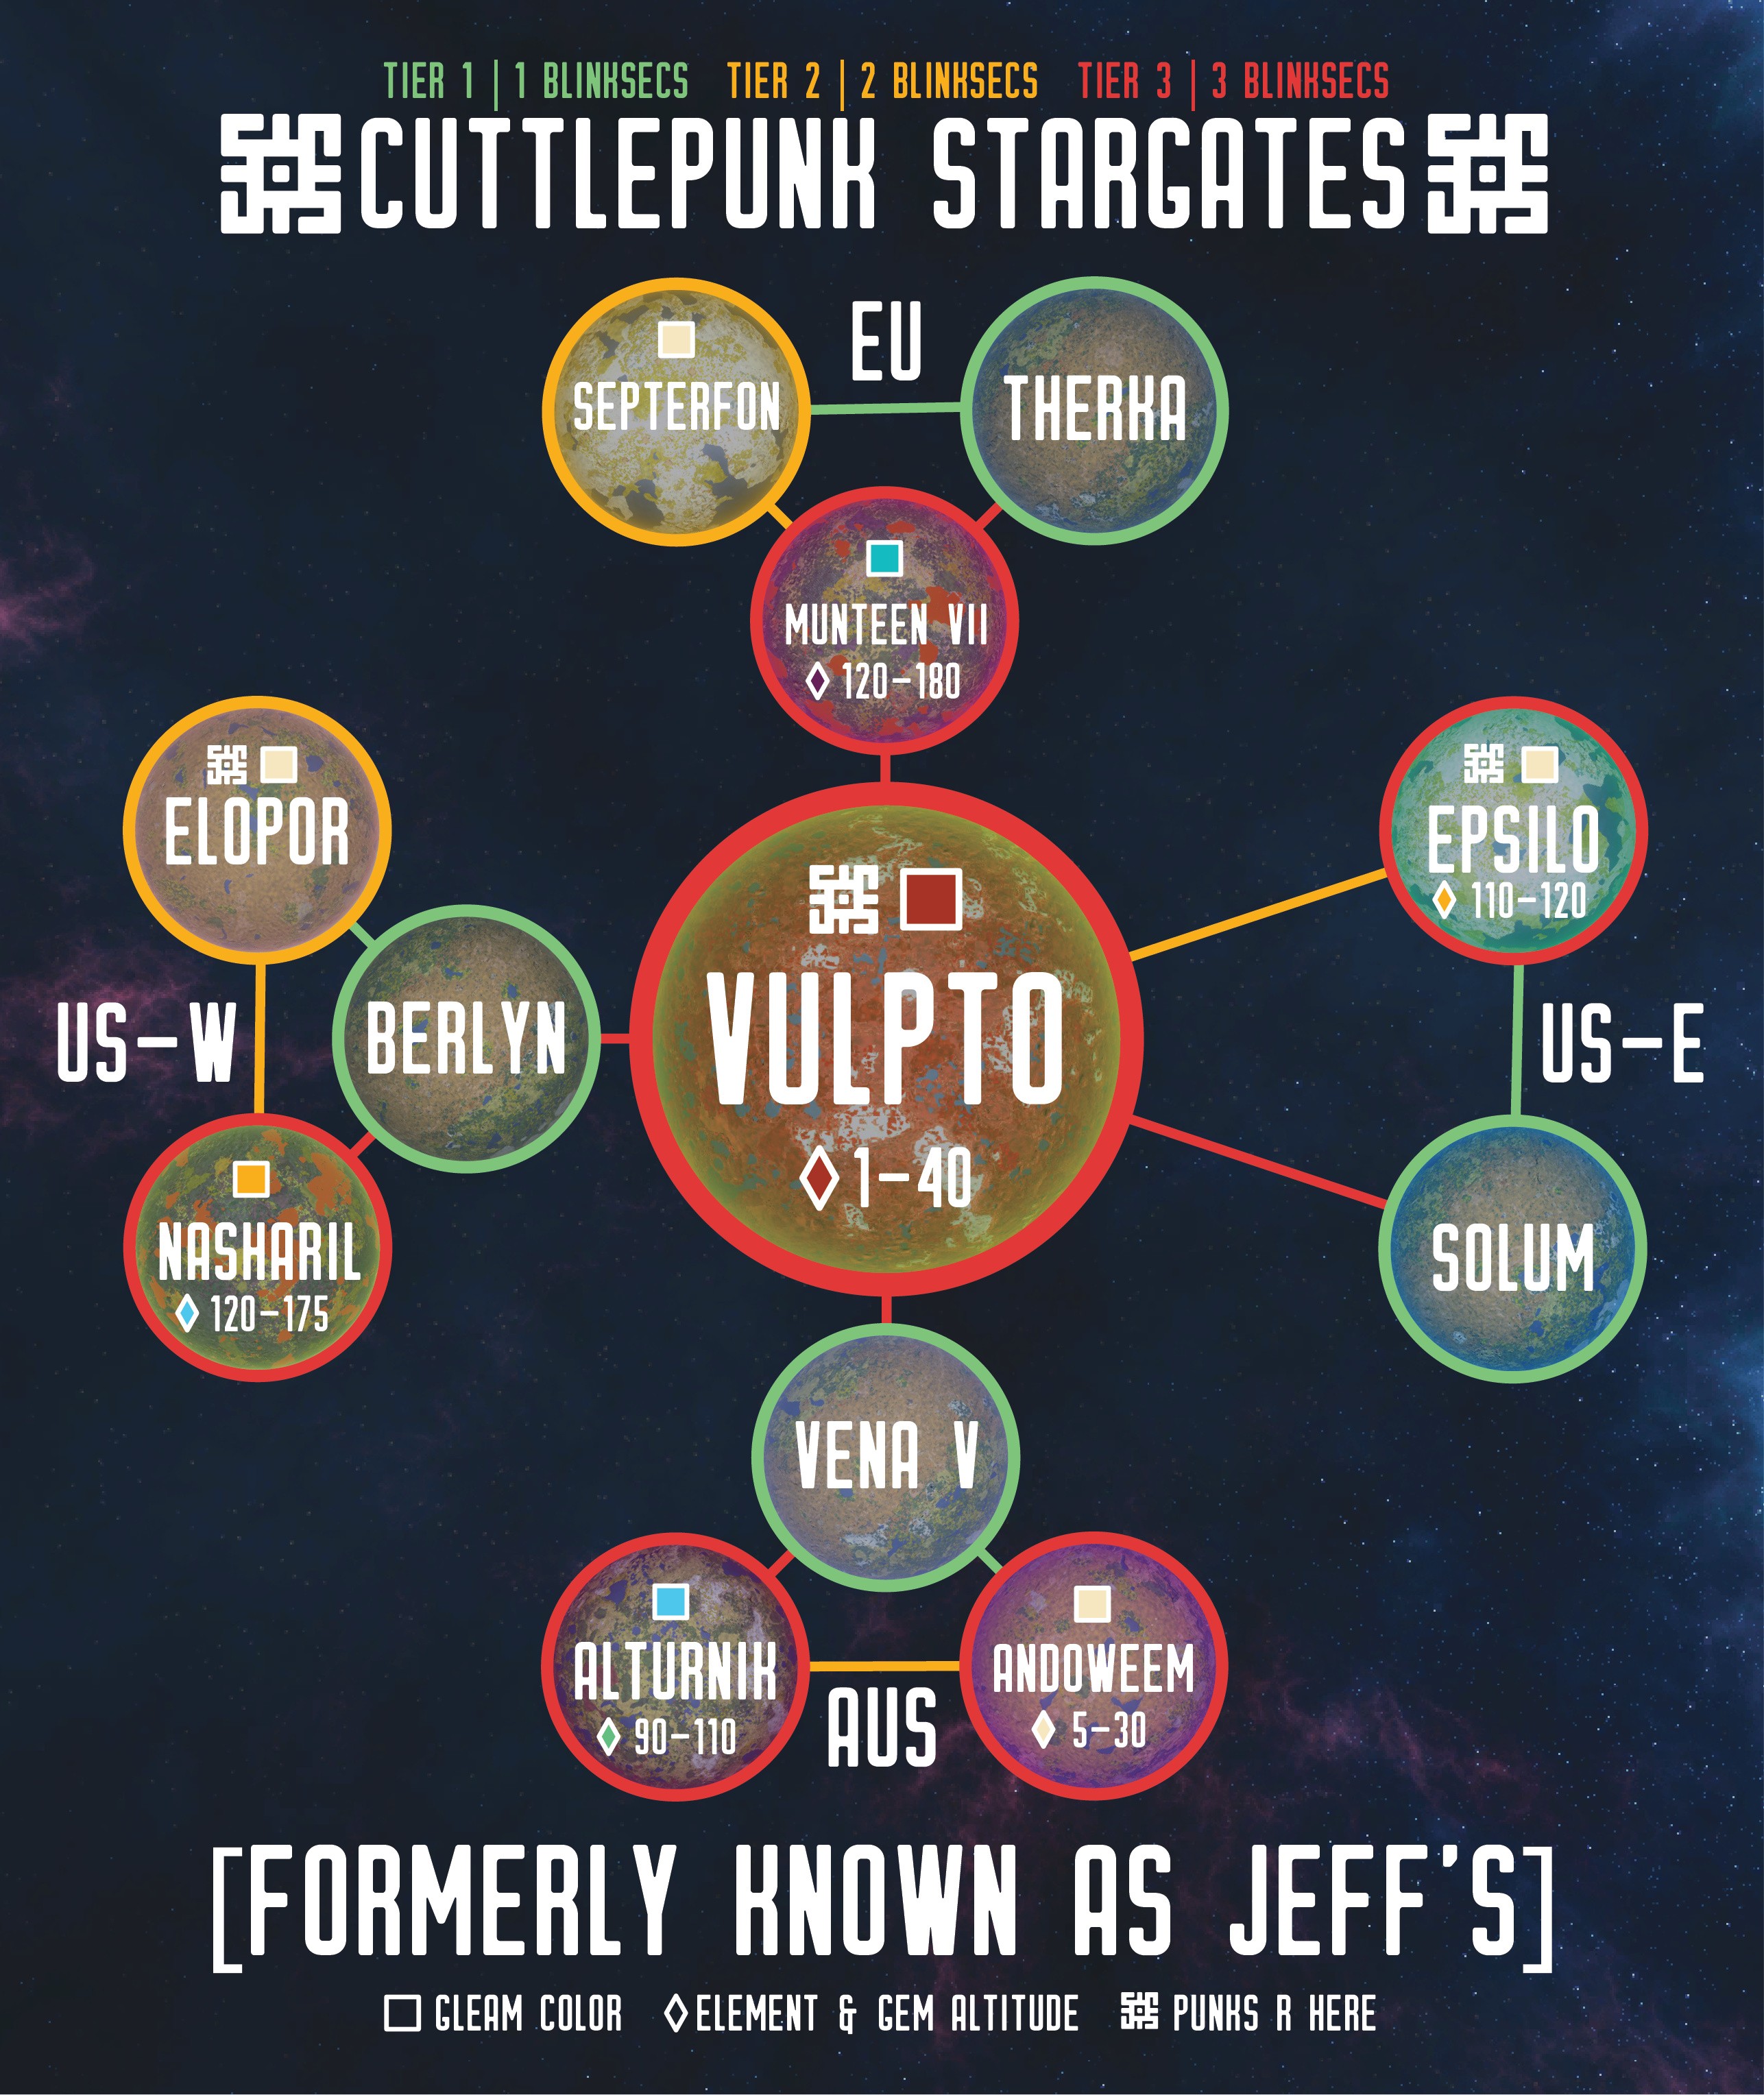 TIER 1 | 1 BLINKSECS TIER 2 | 2 BLINKSECS TIER 3 | 3 BLINKSECS
CUTTLEPUNK STARGATES
EU
SEPTERFON
THERKA
MUNTEEN VII
120-180
ELOPOR
EPSILO
110-120
US-W
BERLYN
VULPTO
1-40
US-E
NASHARIL
120-175
SOLUM
VENA V
ALTURNIK
90-110
ANDOWEEM
5-30
AUS
[FORMERLY KNOWN AS JEFF'S]
GLEAM COLOR ELEMENT & GEM ALTITUDE PUNKS R HERE